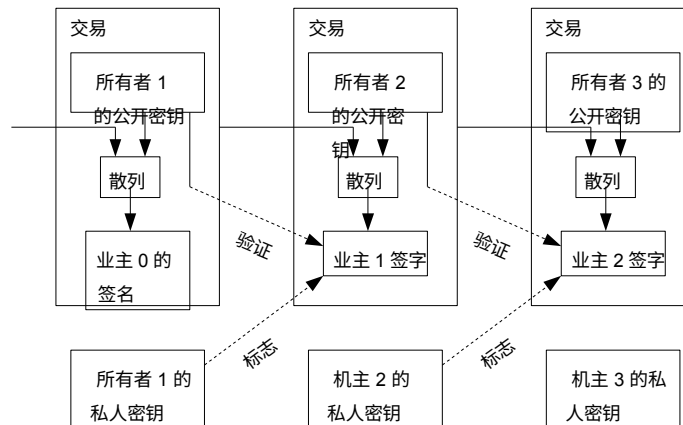 交易
所有者 1
的公开密钥
散列
业主 0 的
签名
验证
标志
所有者 1 的
私人密钥
交易
所有者 2
的公开密
钥
散列
业主 1 签字
验证
标志
机主 2 的
私人密钥
交易
所有者 3 的
公开密钥
散列
业主 2 签字
机主 3 的私
人密钥